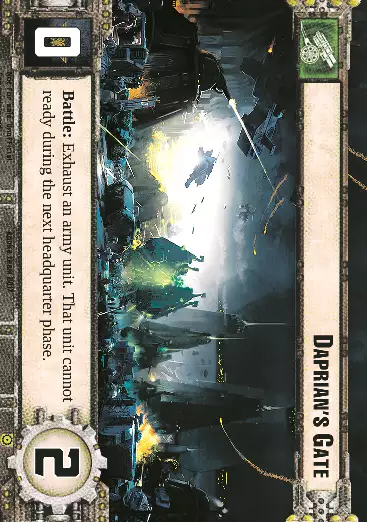 DAPRIAN'S GATE
0
Battle: Exhaust an army unit. That unit cannot
ready during the next headquarter phase.
2